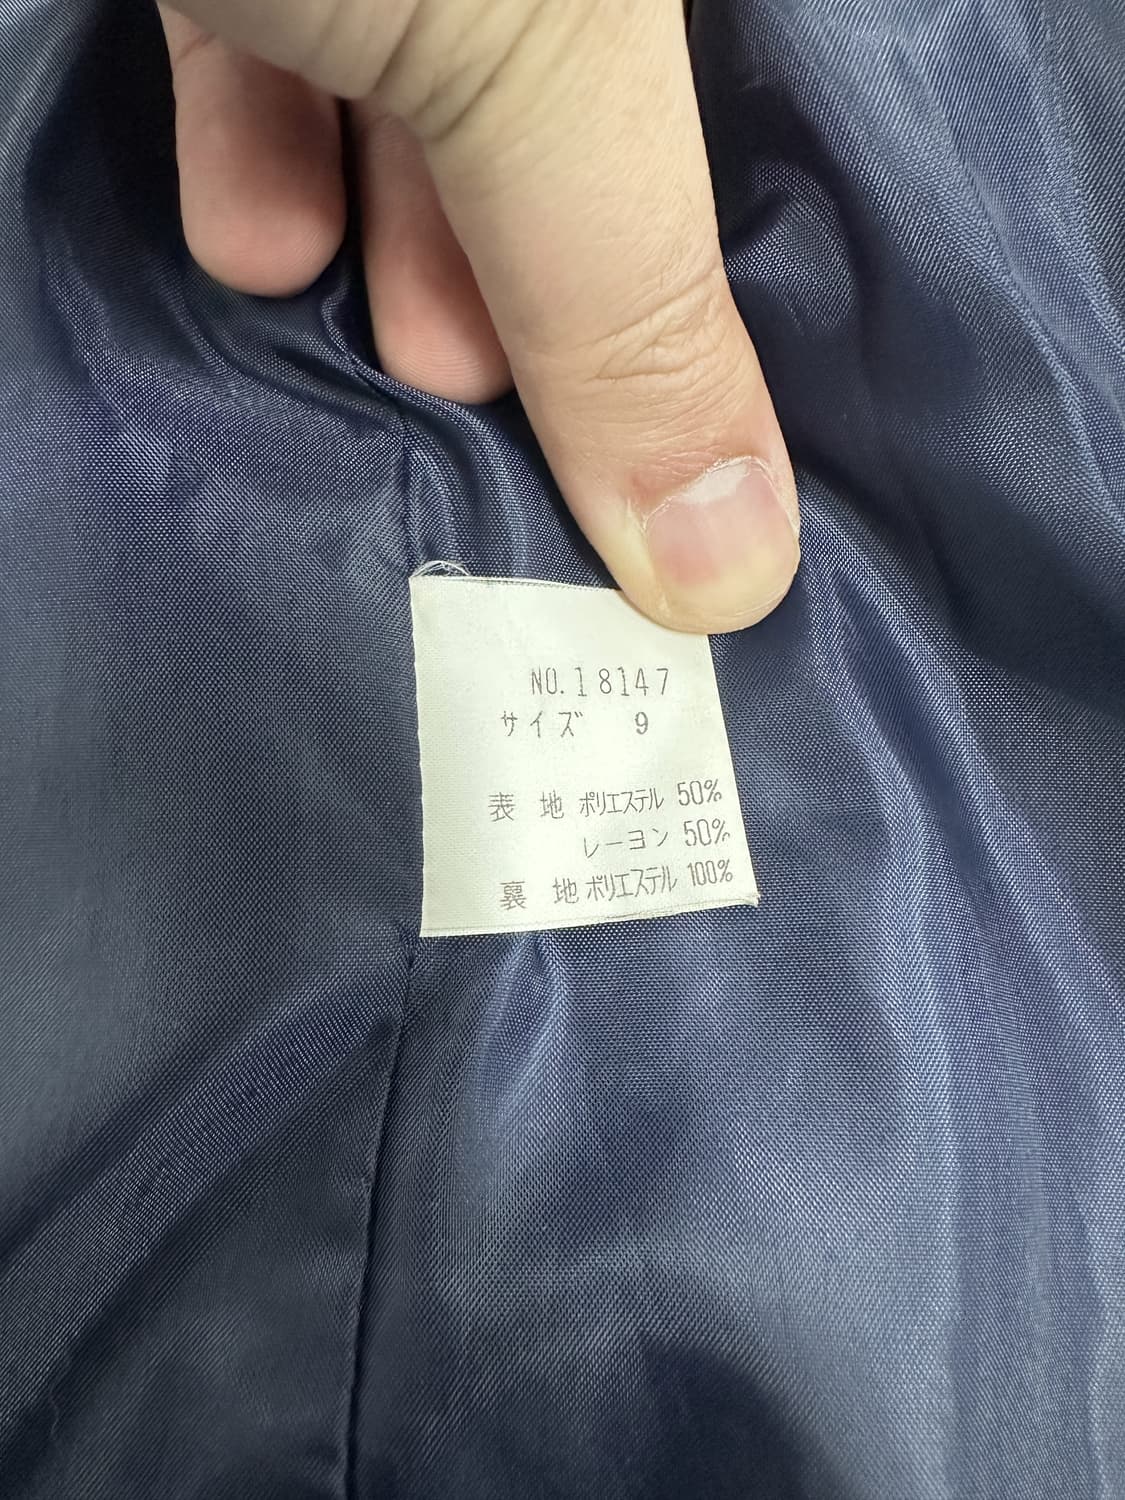 NO.18147
サイズ 9
表 地 ポリエステル 50%
レーヨン 50%
裏 地 ポリエステル 100%